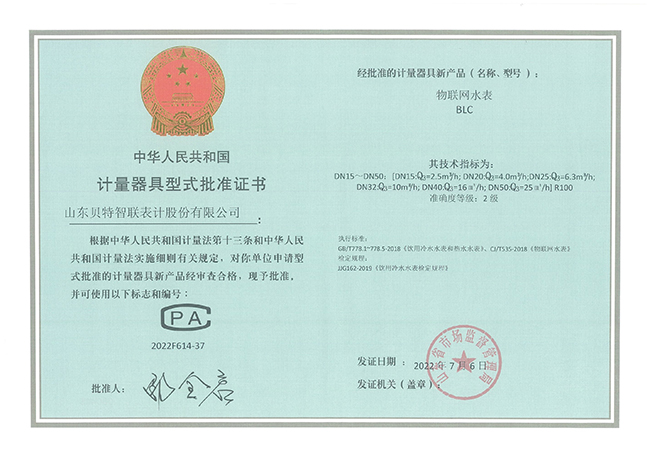 中华人民共和国
计量器具型式批准证书
山东贝特智联表计股份有限公司：
根据中华人民共和国计量法第十三条和中华人民
共和国计量法实施细则有关规定，对你单位申请型
式批准的计量器具新产品经审查合格，现予批准。
并可使用以下标志和编号：
CPA
2022F614-37
批准人：
经批准的计量器具新产品（名称、型号）：
物联网水表
BLC
其技术指标为：
DN15～DN50：[DN15:Q₃=2.5m³/h; DN20:Q₃=4.0m³/h;DN25:Q₃=6.3m³/h;
DN32:Q₃=10m³/h; DN40:Q₃=16㎥/h; DN50:Q₃=25㎥/h] R100
准确度等级：2 级
执行标准：
GB/T778.1~778.5-2018《饮用冷水水表和热水水表》、CJ/T535-2018《物联网水表》
检定规程：
JJG162-2019《饮用冷水水表检定规程》
发证日期：2022 年 7 月 6 日
发证机关（盖章）：
山东省市场监督管理局